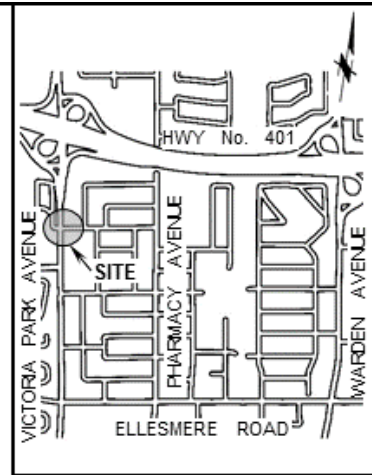 HWY No. 401
SITE
VICTORIA PARK AVENUE
PHARMACY AVENUE
WARDEN AVENUE
ELLESMERE ROAD